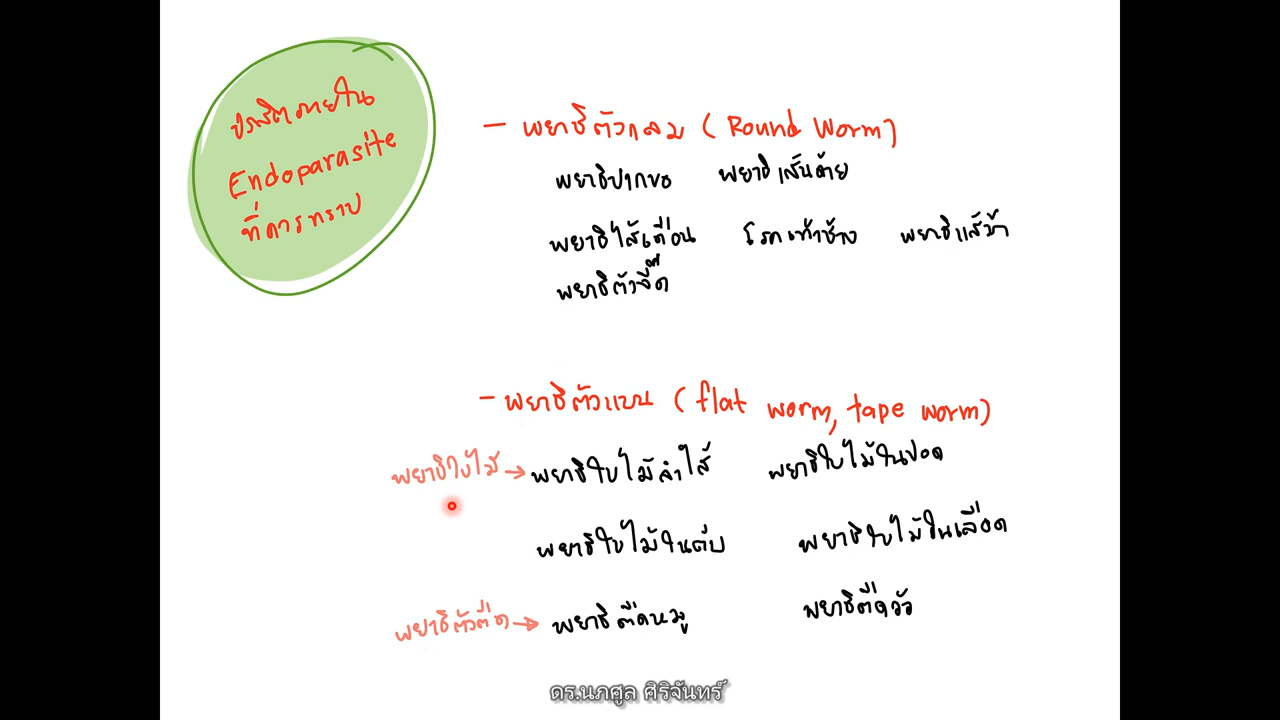 ปรสิตภายใน
Endoparasite
ที่ควรทราบ
- พยาธิตัวกลม (Round worm)
พยาธิปากขอ พยาธิเส้นด้าย
พยาธิไส้เดือน โรคเท้าช้าง พยาธิแส้ม้า
พยาธิตัวจี๊ด
- พยาธิตัวแบน (flat worm, tape worm)
พยาธิใบไม้ → พยาธิใบไม้ลำไส้ พยาธิใบไม้ในปอด
พยาธิใบไม้ในตับ พยาธิใบไม้ในเลือด
พยาธิตัวตืด → พยาธิตืดหมู พยาธิตืดวัว
ดร.นภศูล ศิริจันทร์